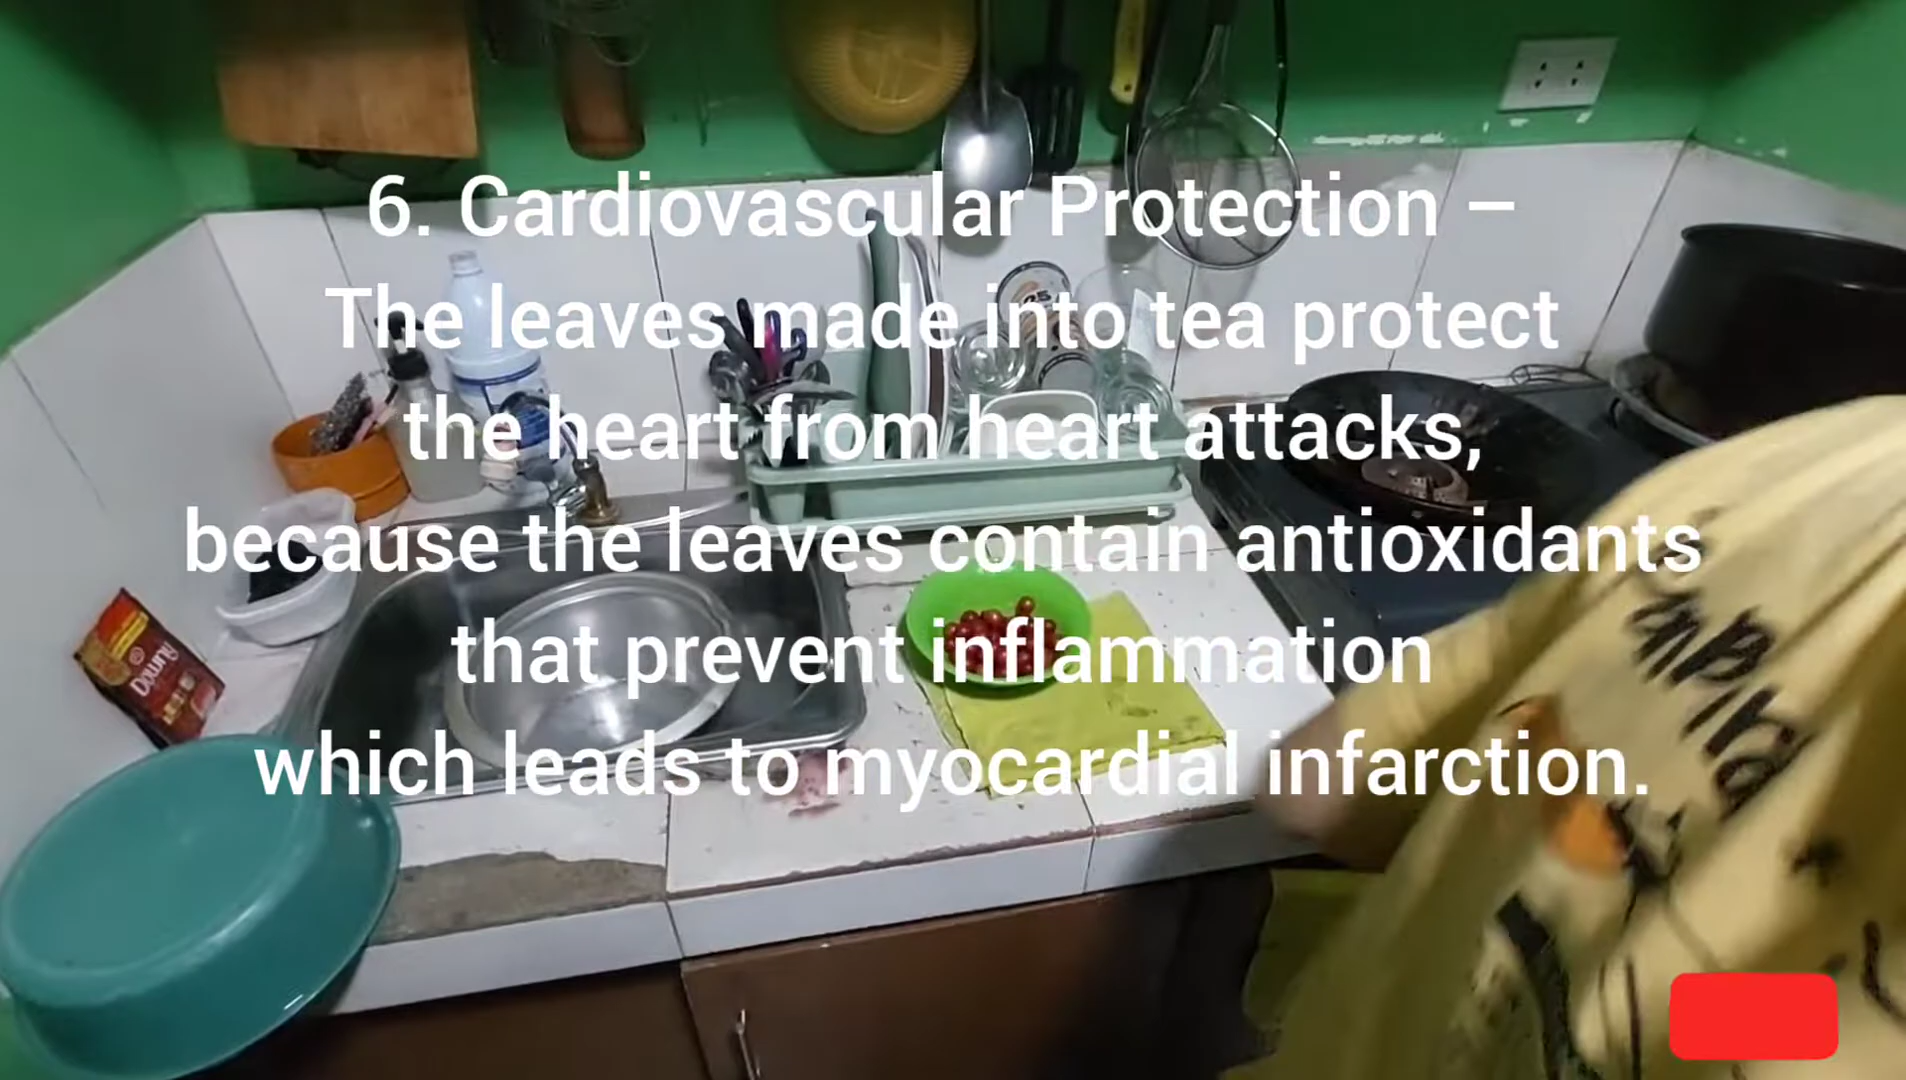 6. Cardiovascular Protection –
The leaves made into tea protect
the heart from heart attacks,
because the leaves contain antioxidants
that prevent inflammation
which leads to myocardial infarction.
Downy